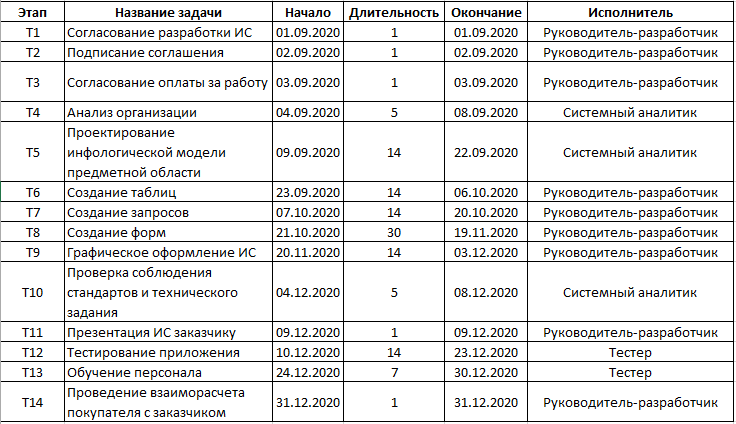 Этап Название задачи Начало Длительность Окончание Исполнитель
T1 Согласование разработки ИС 01.09.2020 1 01.09.2020 Руководитель-разработчик
T2 Подписание соглашения 02.09.2020 1 02.09.2020 Руководитель-разработчик
T3 Согласование оплаты за работу 03.09.2020 1 03.09.2020 Руководитель-разработчик
T4 Анализ организации 04.09.2020 5 08.09.2020 Системный аналитик
Проектирование
T5 инфологической модели 09.09.2020 14 22.09.2020 Системный аналитик
предметной области
T6 Создание таблиц 23.09.2020 14 06.10.2020 Руководитель-разработчик
T7 Создание запросов 07.10.2020 14 20.10.2020 Руководитель-разработчик
T8 Создание форм 21.10.2020 30 19.11.2020 Руководитель-разработчик
T9 Графическое оформление ИС 20.11.2020 14 03.12.2020 Руководитель-разработчик
Проверка соблюдения
T10 стандартов и технического 04.12.2020 5 08.12.2020 Системный аналитик
задания
T11 Презентация ИС заказчику 09.12.2020 1 09.12.2020 Руководитель-разработчик
T12 Тестирование приложения 10.12.2020 14 23.12.2020 Тестер
T13 Обучение персонала 24.12.2020 7 30.12.2020 Тестер
Проведение взаиморасчета
T14 покупателя с заказчиком 31.12.2020 1 31.12.2020 Руководитель-разработчик